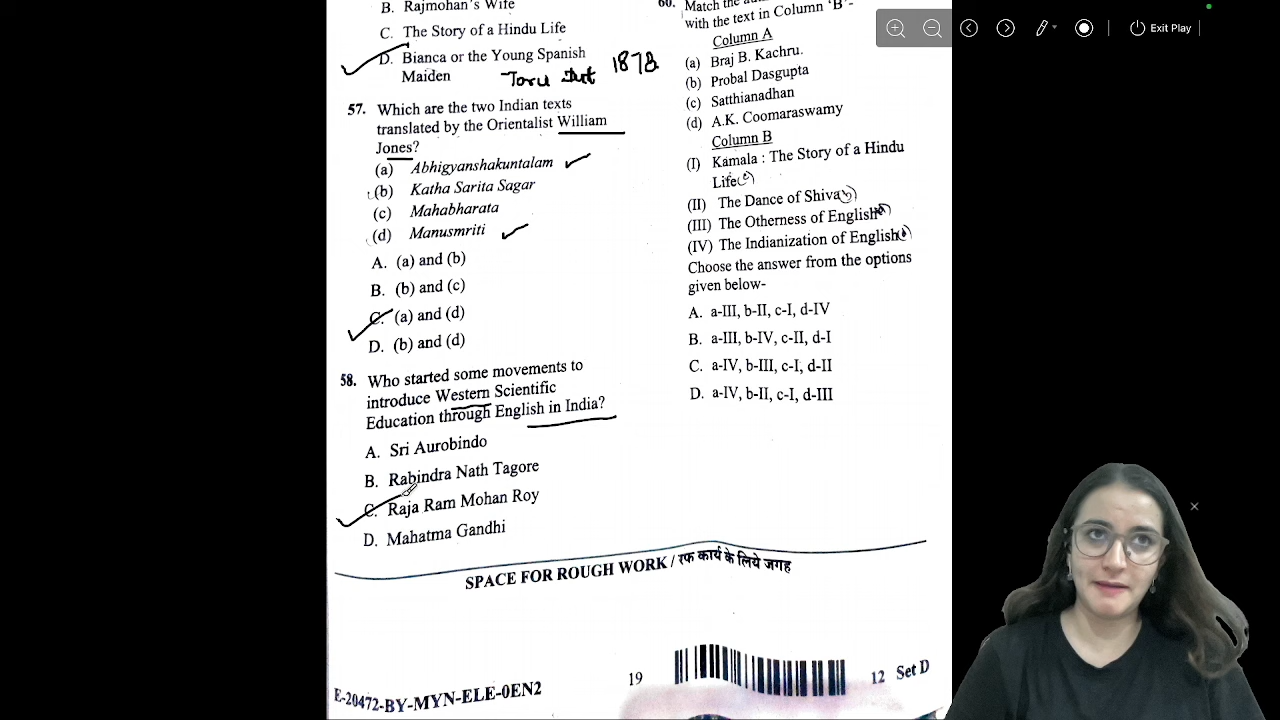 B. Rajmohan's Wife
C. The Story of a Hindu Life
D. Bianca or the Young Spanish
Maiden
Toru Dutt 1878
57. Which are the two Indian texts
translated by the Orientalist William
Jones?
(a) Abhigyanshakuntalam
(b) Katha Sarita Sagar
(c) Mahabharata
(d) Manusmriti
A. (a) and (b)
B. (b) and (c)
C. (a) and (d)
D. (b) and (d)
58. Who started some movements to
introduce Western Scientific
Education through English in India?
A. Sri Aurobindo
B. Rabindra Nath Tagore
C. Raja Ram Mohan Roy
D. Mahatma Gandhi
60. Match the
with the text in Column 'B'-
Column A
(a) Braj B. Kachru.
(b) Probal Dasgupta
(c) Satthianadhan
(d) A.K. Coomaraswamy
Column B
(I) Kamala : The Story of a Hindu
Life
(II) The Dance of Shiva
(III) The Otherness of English
(IV) The Indianization of English
Choose the answer from the options
given below-
A. a-III, b-II, c-I, d-IV
B. a-III, b-IV, c-II, d-I
C. a-IV, b-III, c-I, d-II
D. a-IV, b-II, c-I, d-III
SPACE FOR ROUGH WORK / रफ कार्य के लिये जगह
E-20472-BY-MYN-ELE-0EN2
19
12 Set D
Exit Play